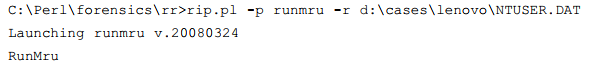 C:\Perl\forensics\rr>rip.pl -p runmru -r d:\cases\lenovo\NTUSER.DAT
Launching runmru v.20080324
RunMru